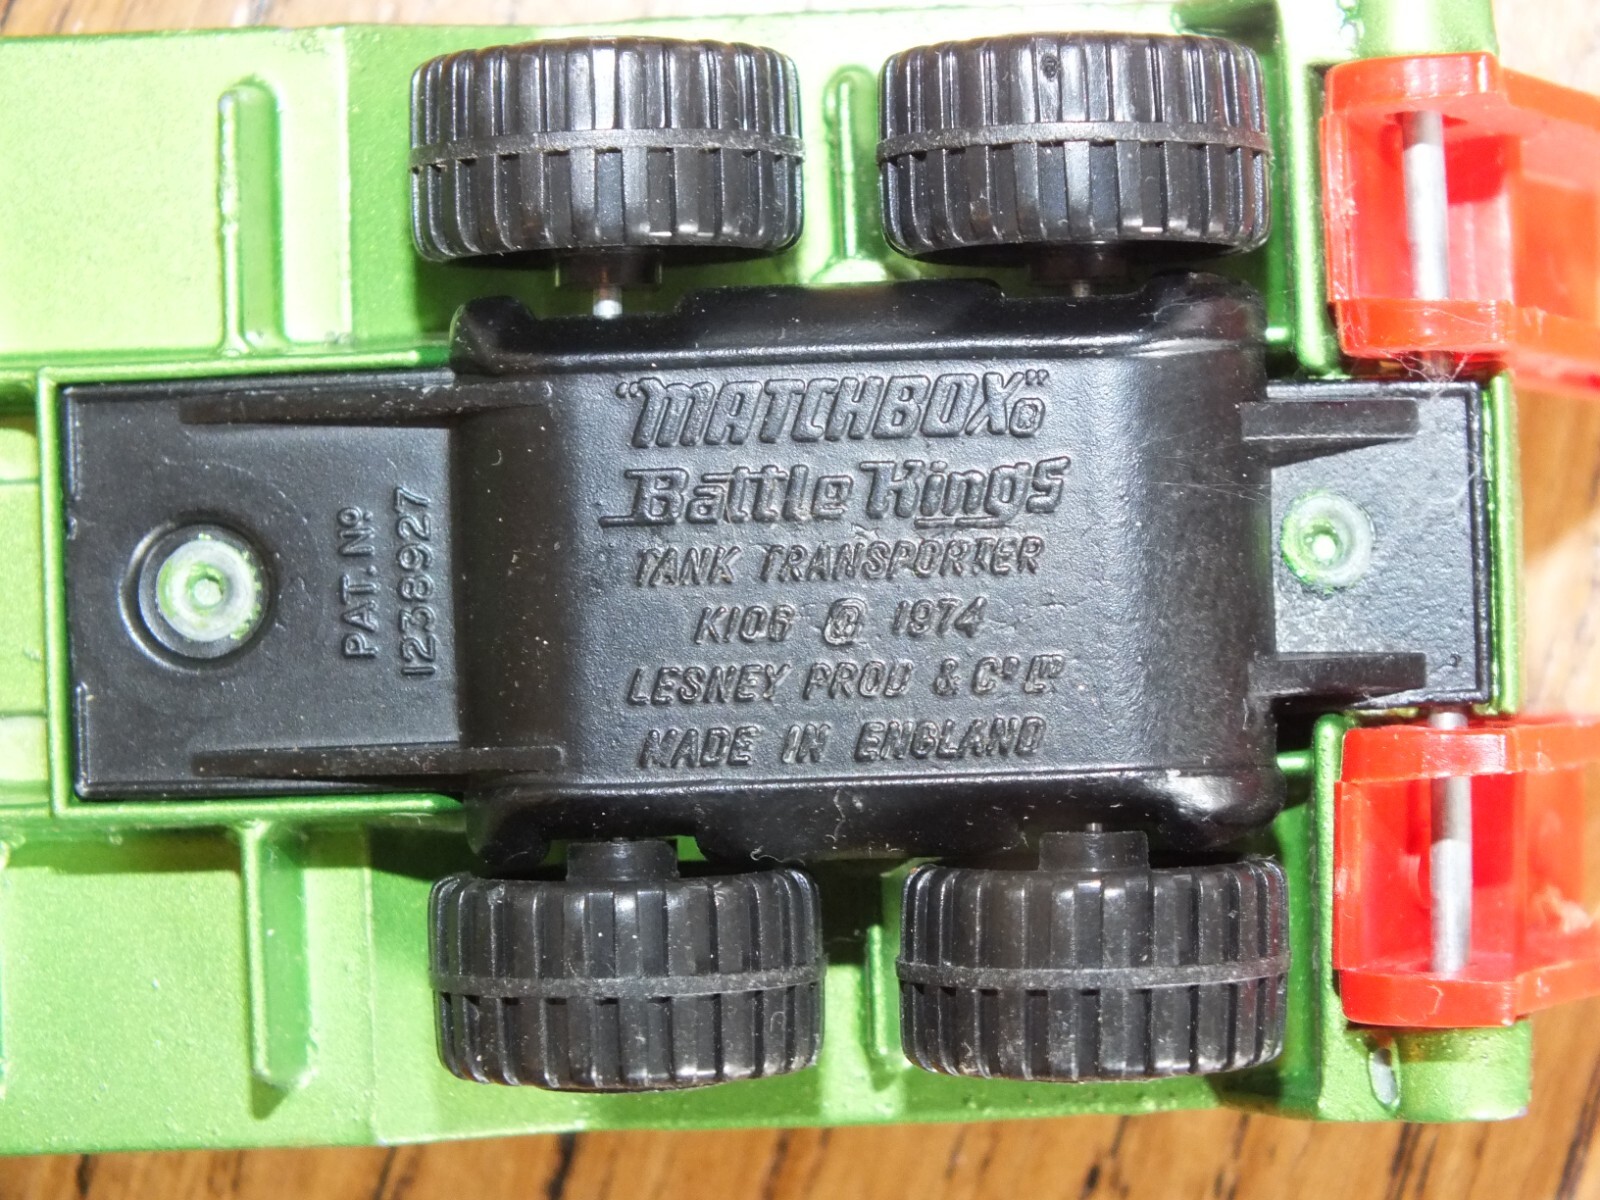 "MATCHBOX"®
Battle Kings
TANK TRANSPORTER
K106 © 1974
LESNEY PROD & Cº Lᵀᴰ
MADE IN ENGLAND
PAT. Nº
1238927